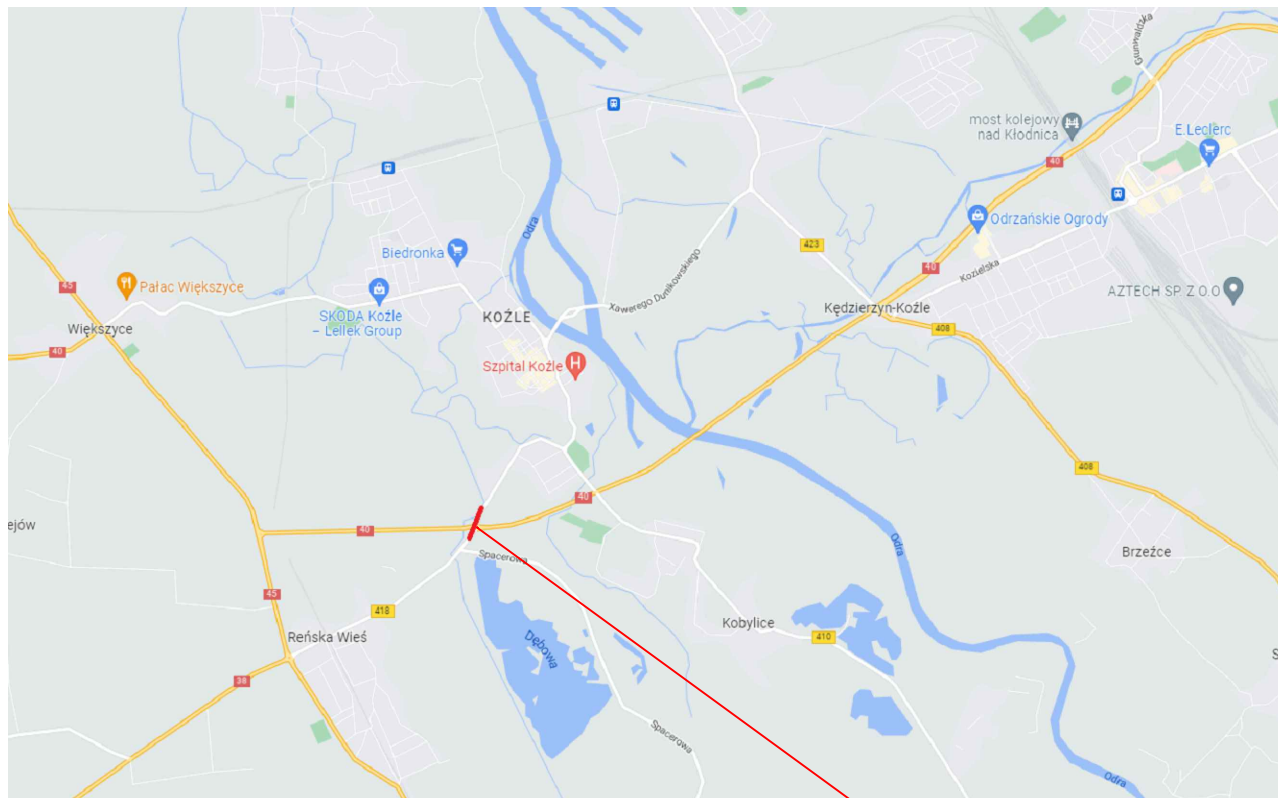 Grunwaldzka
most kolejowy
nad Kłodnicą
40
E.Leclerc
Odra
Biedronka
423
Odrzańskie Ogrody
Xawerego Dunikowskiego
40
Kozielska
45
Pałac Większyce
AZTECH SP. Z O.O
SKODA Koźle
– Lellek Group
KOŹLE
Kędzierzyn-Koźle
Większyce
408
40
Szpital Koźle
H
408
40
ejów
40
Odra
Brzeźce
Spacerowa
45
418
Kobylice
410
Reńska Wieś
Dębowa
S
38
Spacerowa
Odra